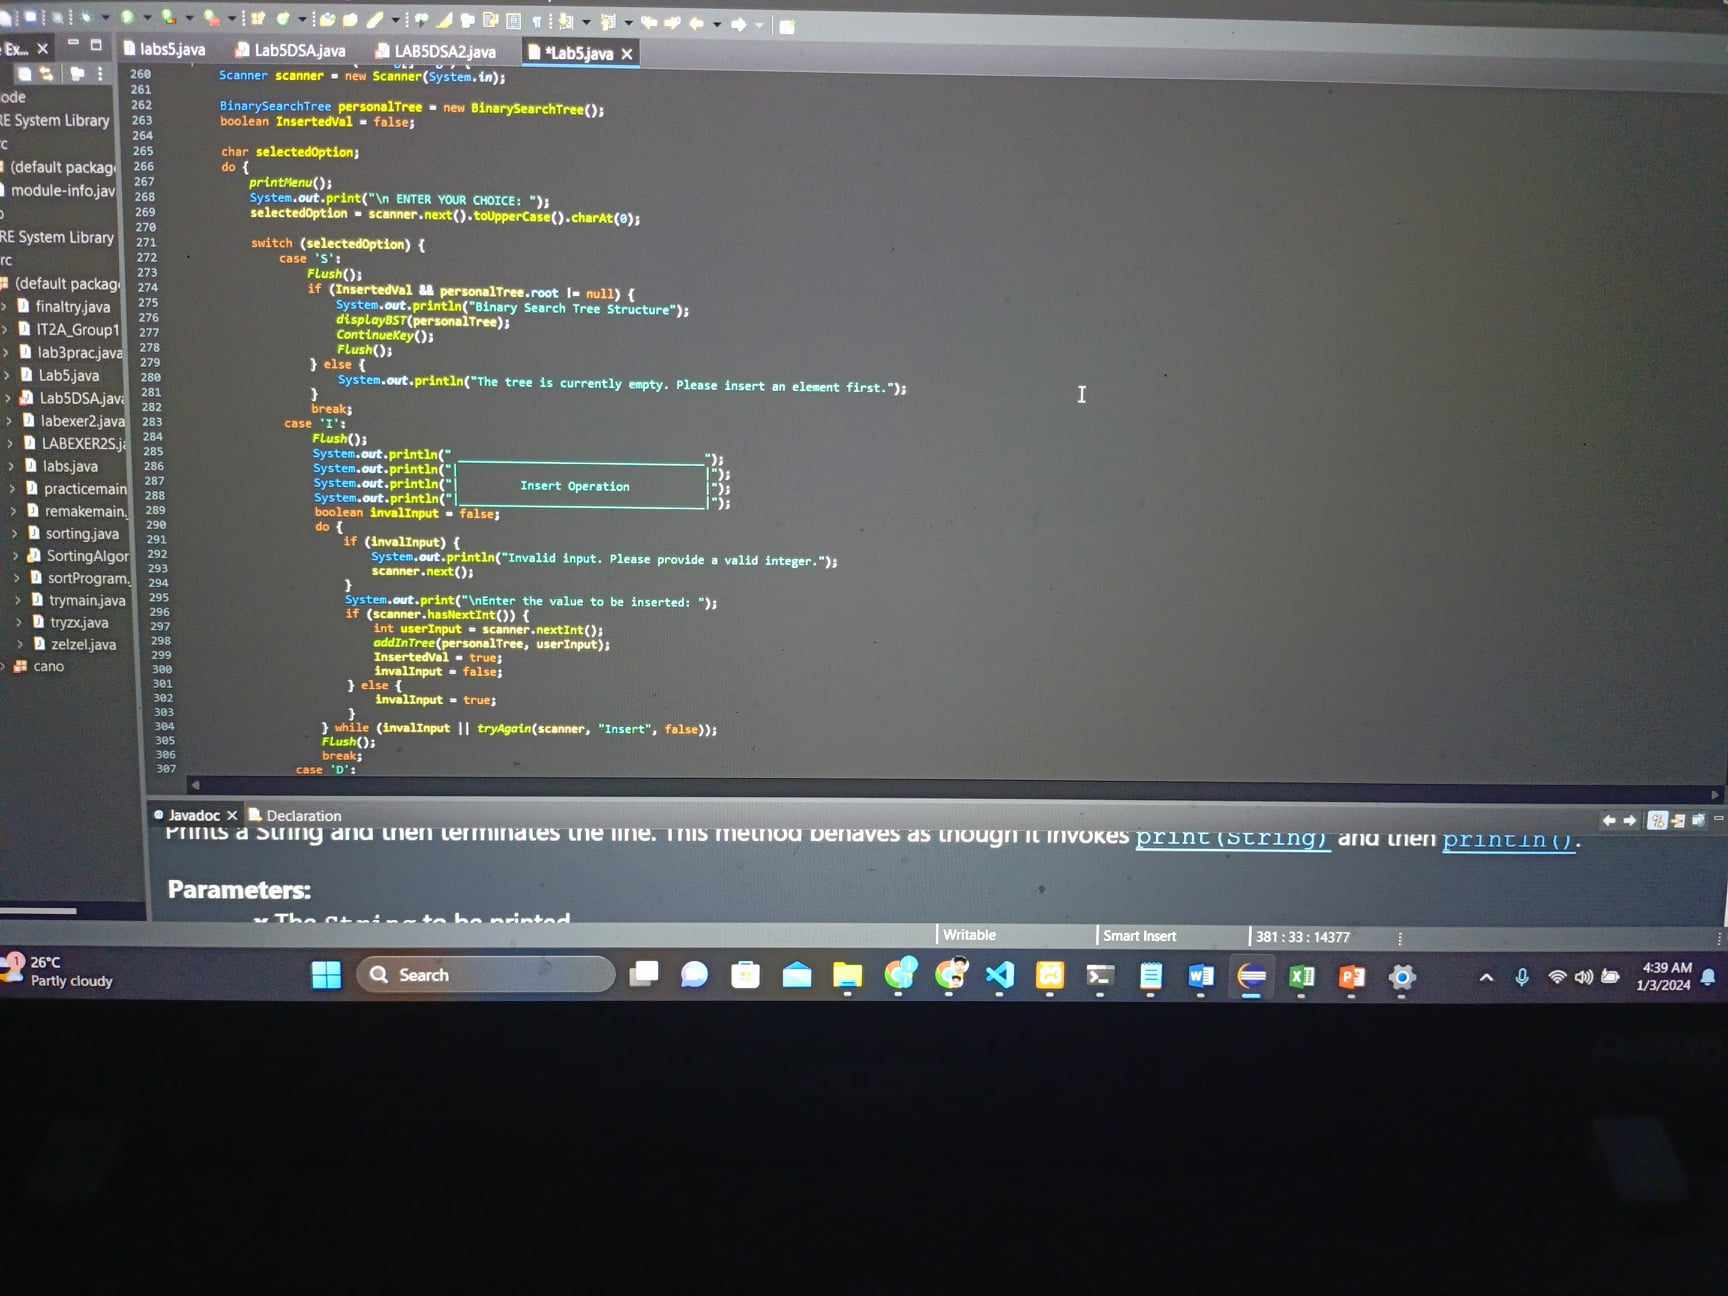 Ex...
labs5.java
Lab5DSA.java
LAB5DSA2.java
*Lab5.java
ode
RE System Library
rc
(default packag
module-info.jav
RE System Library
rc
(default packag
finaltry.java
IT2A_Group1
lab3prac.java
Lab5.java
Lab5DSA.java
labexer2.java
LABEXER2S.ja
labs.java
practicemain
remakemain.
sorting.java
SortingAlgor
sortProgram.
trymain.java
tryzx.java
zelzel.java
cano
260 Scanner scanner = new Scanner(System.in);
261
262 BinarySearchTree personalTree = new BinarySearchTree();
263 boolean InsertedVal = false;
264
265 char selectedOption;
266 do {
267 printMenu();
268 System.out.print("\n ENTER YOUR CHOICE: ");
269 selectedOption = scanner.next().toUpperCase().charAt(0);
270
271 switch (selectedOption) {
272 case 'S':
273 Flush();
274 if (InsertedVal && personalTree.root != null) {
275 System.out.println("Binary Search Tree Structure");
276 displayBST(personalTree);
277 ContinueKey();
278 Flush();
279 } else {
280 System.out.println("The tree is currently empty. Please insert an element first.");
281 }
282 break;
283 case 'I':
284 Flush();
285 System.out.println(" ___________________________________ ");
286 System.out.println("| |");
287 System.out.println("| Insert Operation |");
288 System.out.println("|___________________________________|");
289 boolean invalInput = false;
290 do {
291 if (invalInput) {
292 System.out.println("Invalid input. Please provide a valid integer.");
293 scanner.next();
294 }
295 System.out.print("\nEnter the value to be inserted: ");
296 if (scanner.hasNextInt()) {
297 int userInput = scanner.nextInt();
298 addInTree(personalTree, userInput);
299 InsertedVal = true;
300 invalInput = false;
301 } else {
302 invalInput = true;
303 }
304 } while (invalInput || tryAgain(scanner, "Insert", false));
305 Flush();
306 break;
307 case 'D':
Javadoc
Declaration
Prints a String and then terminates the line. This method behaves as though it invokes print(String) and then println().
Parameters:
x The String to be printed
Writable
Smart Insert
381 : 33 : 14377
1
26°C
Partly cloudy
Search
4:39 AM
1/3/2024